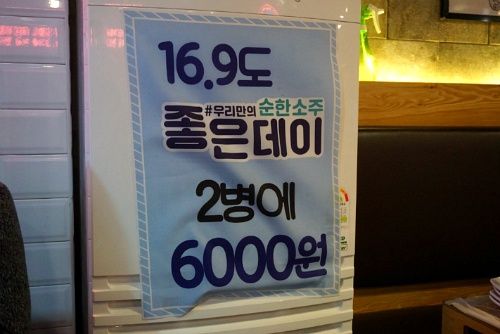 16.9도
#우리만의 순한소주
좋은데이
2병에
6000원